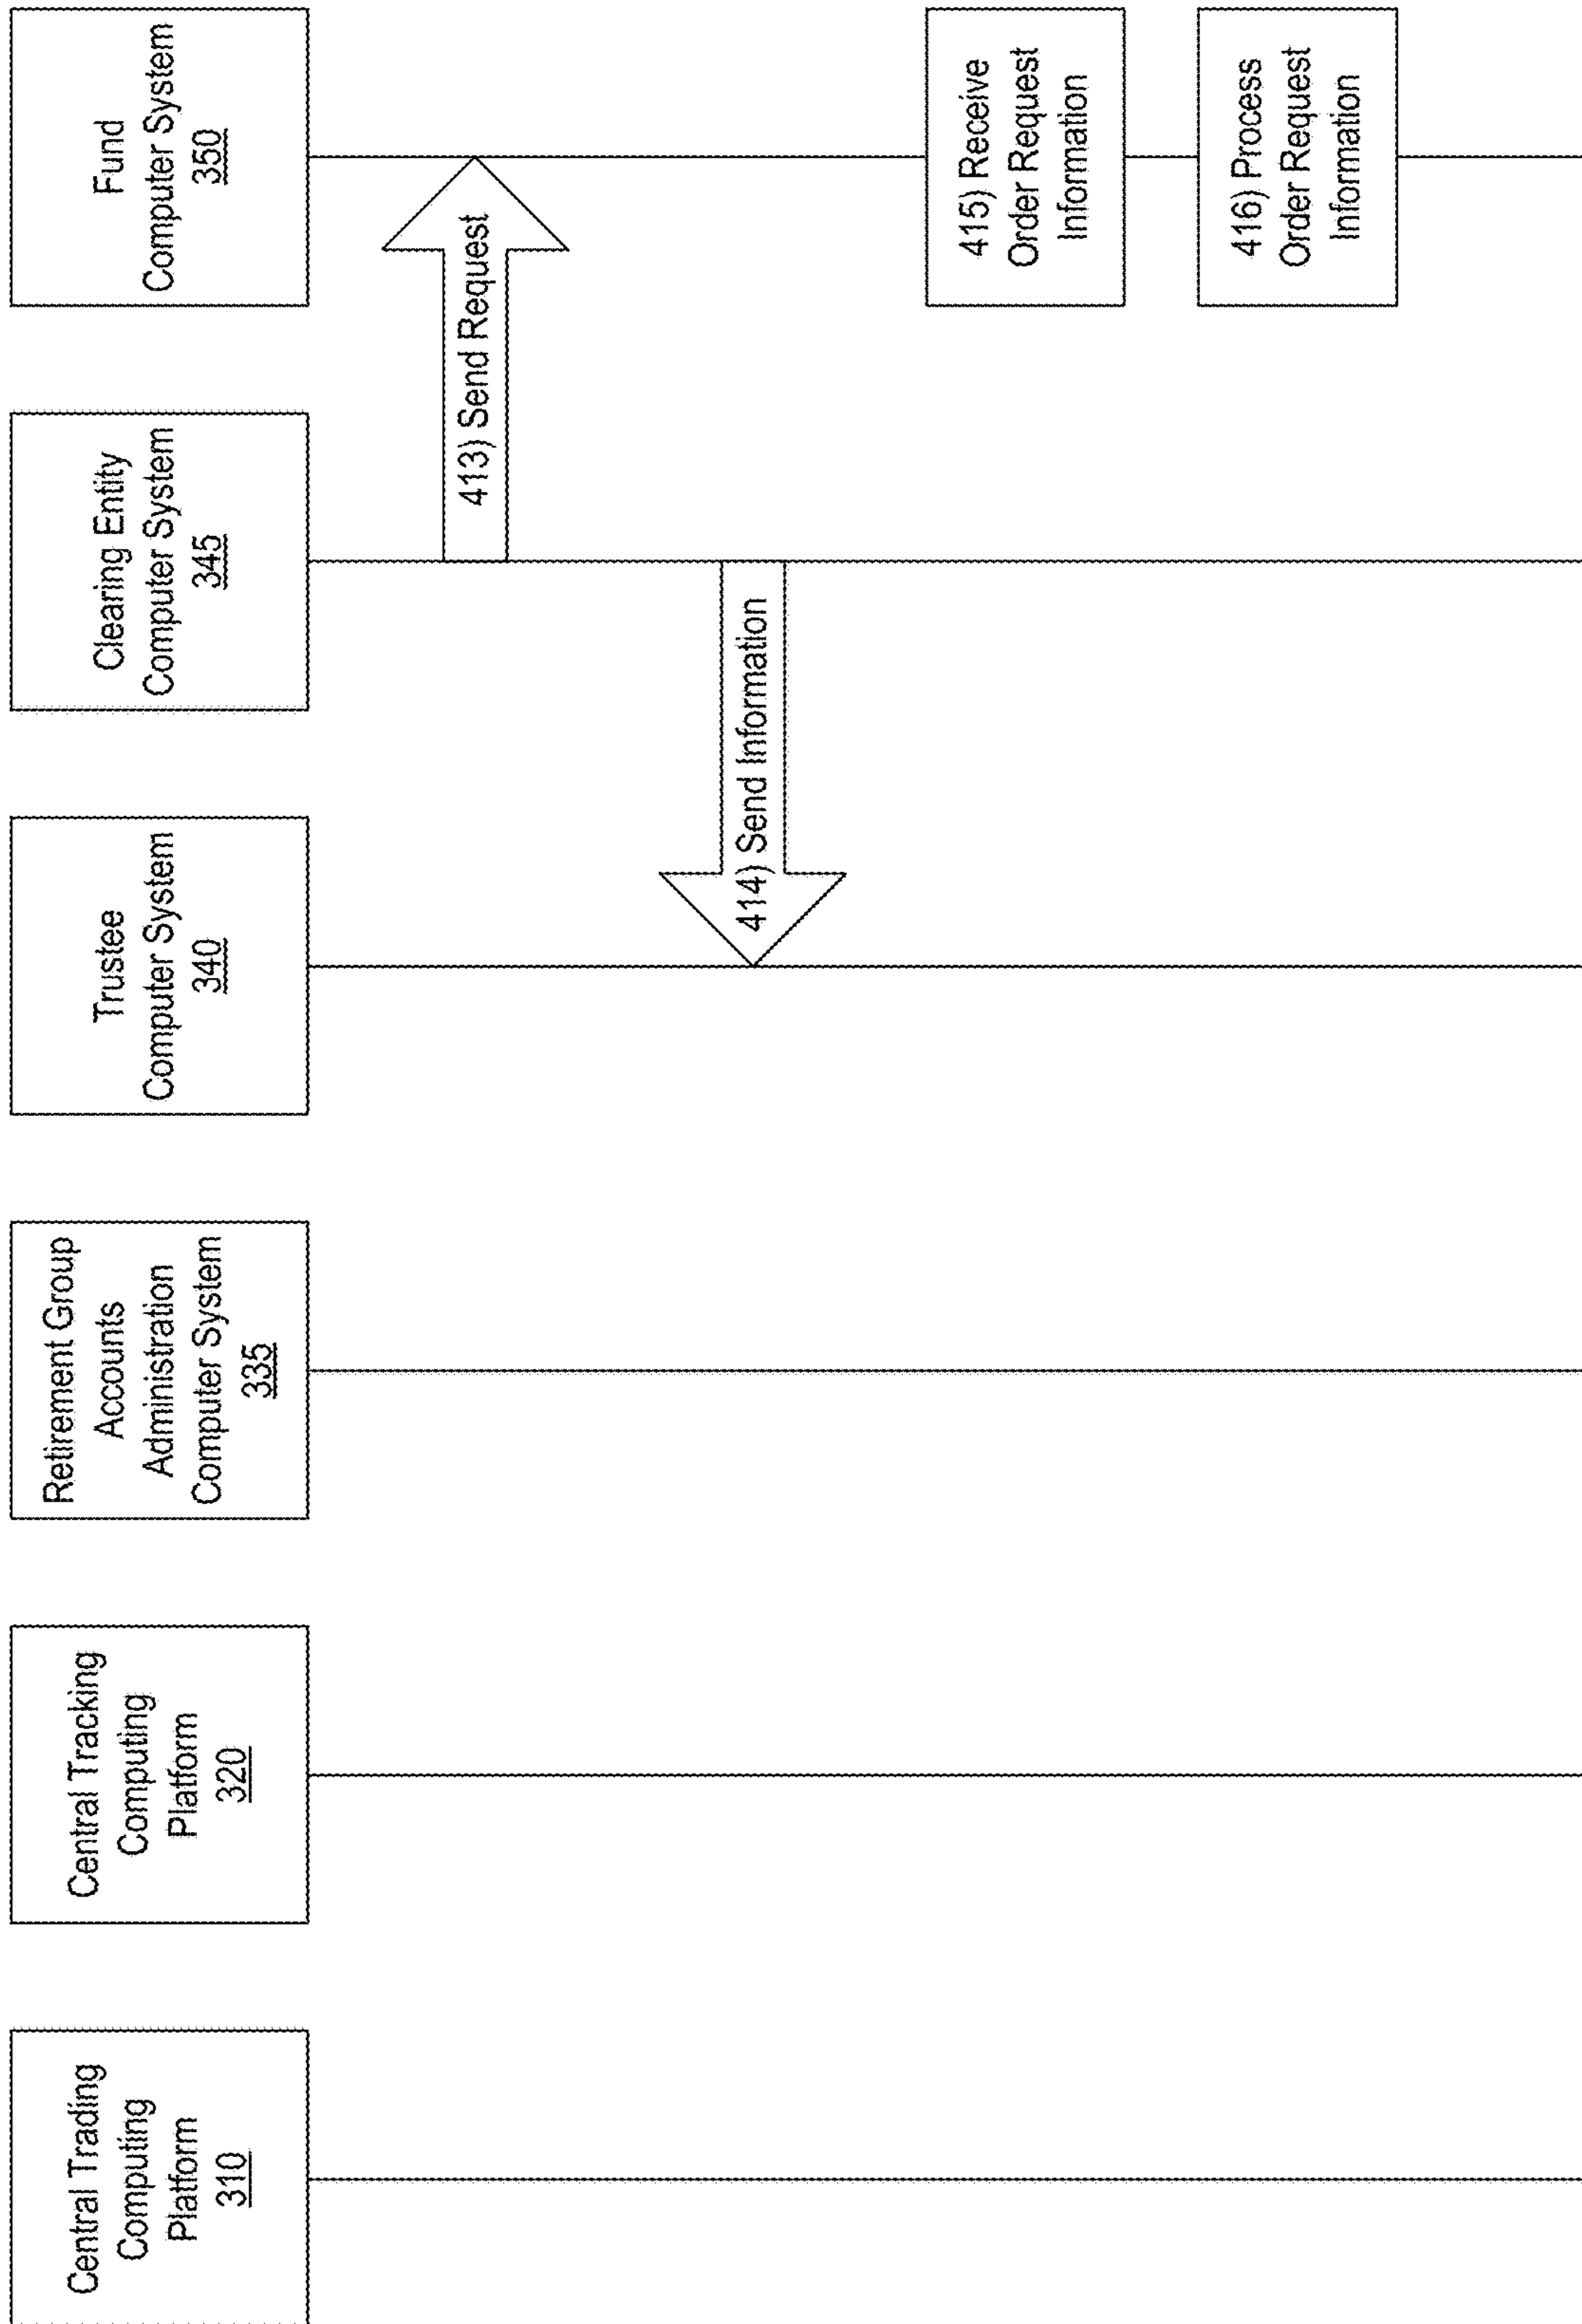 Central Trading
Computing
Platform
310
Central Tracking
Computing
Platform
320
Retirement Group
Accounts
Administration
Computer System
335
Trustee
Computer System
340
Clearing Entity
Computer System
345
Fund
Computer System
350
413) Send Request
414) Send Information
415) Receive
Order Request
Information
416) Process
Order Request
Information